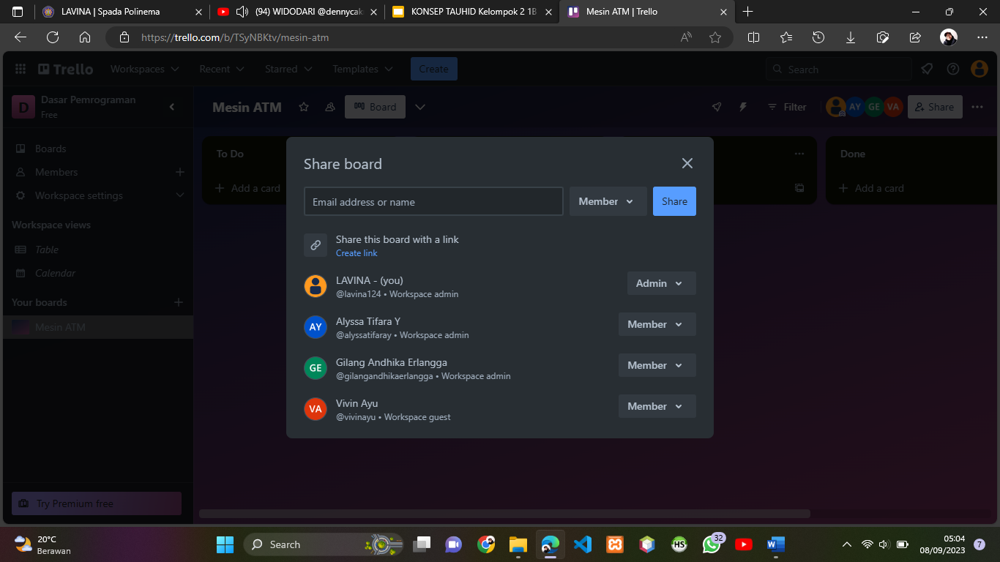 LAVINA | Spada Polinema
(94) WIDODARI @dennycak
KONSEP TAUHID Kelompok 2 1B
Mesin ATM | Trello
https://trello.com/b/TSyNBKtv/mesin-atm
Trello
Workspaces
Recent
Starred
Templates
Create
Search
D
Dasar Pemrograman
Free
Mesin ATM
Board
Filter
AY
GE
VA
Share
Boards
Members
Workspace settings
Workspace views
Table
Calendar
Your boards
Mesin ATM
Try Premium free
To Do
Add a card
Done
Add a card
Share board
Email address or name
Member
Share
Share this board with a link
Create link
LAVINA - (you)
@lavina124 • Workspace admin
Admin
AY
Alyssa Tifara Y
@alyssatifaray • Workspace admin
Member
GE
Gilang Andhika Erlangga
@gilangandhikaerlangga • Workspace admin
Member
VA
Vivin Ayu
@vivinayu • Workspace guest
Member
20°C
Berawan
Search
HS
32
05:04
08/09/2023
7